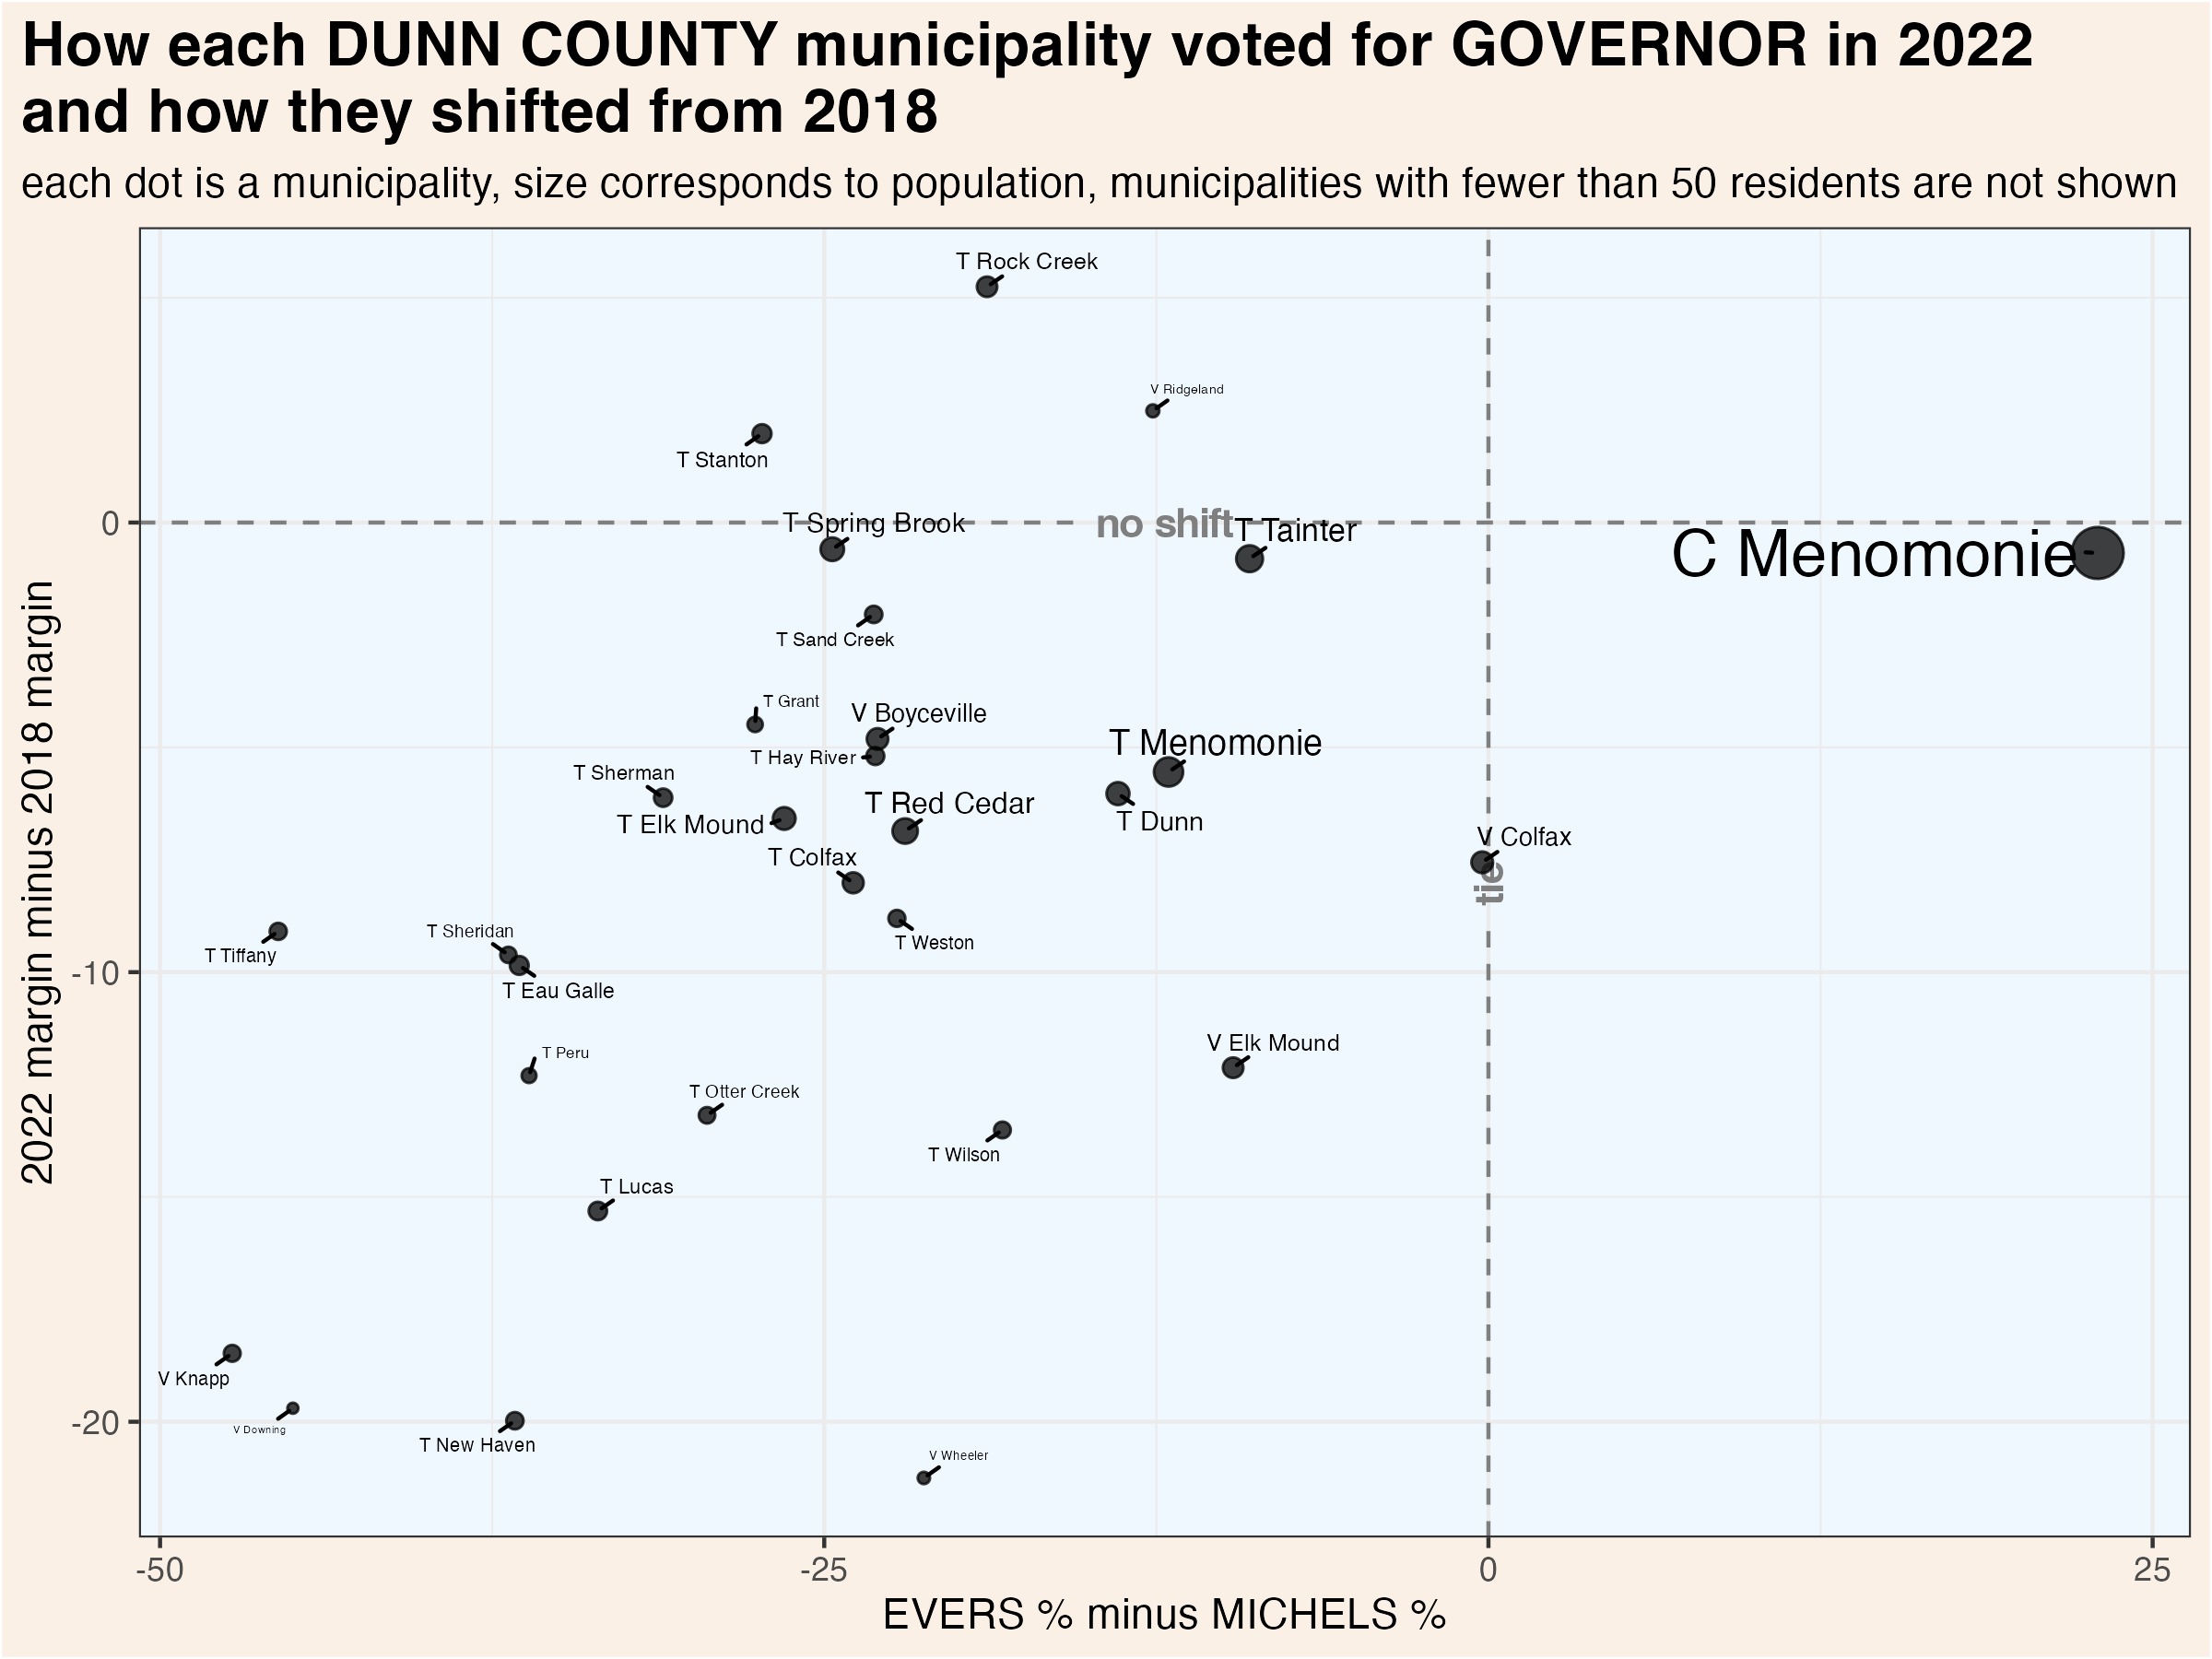 How each DUNN COUNTY municipality voted for GOVERNOR in 2022
and how they shifted from 2018
each dot is a municipality, size corresponds to population, municipalities with fewer than 50 residents are not shown
T Rock Creek
V Ridgeland
T Stanton
0
T Spring Brook
no shift
T Tainter
C Menomonie
T Sand Creek
T Grant
V Boyceville
T Menomonie
T Hay River
T Sherman
T Red Cedar
T Elk Mound
T Dunn
V Colfax
T Colfax
tie
T Sheridan
T Weston
T Tiffany
-10
T Eau Galle
V Elk Mound
T Peru
T Otter Creek
T Wilson
T Lucas
V Knapp
-20
V Downing
T New Haven
V Wheeler
2022 margin minus 2018 margin
-50
-25
0
25
EVERS % minus MICHELS %